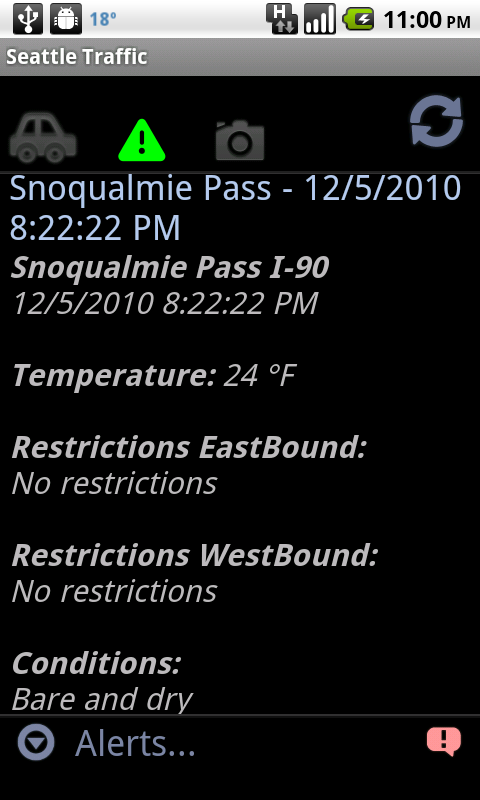 18° H 11:00 PM
Seattle Traffic
Snoqualmie Pass - 12/5/2010
8:22:22 PM
Snoqualmie Pass I-90
12/5/2010 8:22:22 PM
Temperature: 24 °F
Restrictions EastBound:
No restrictions
Restrictions WestBound:
No restrictions
Conditions:
Bare and dry
Alerts...